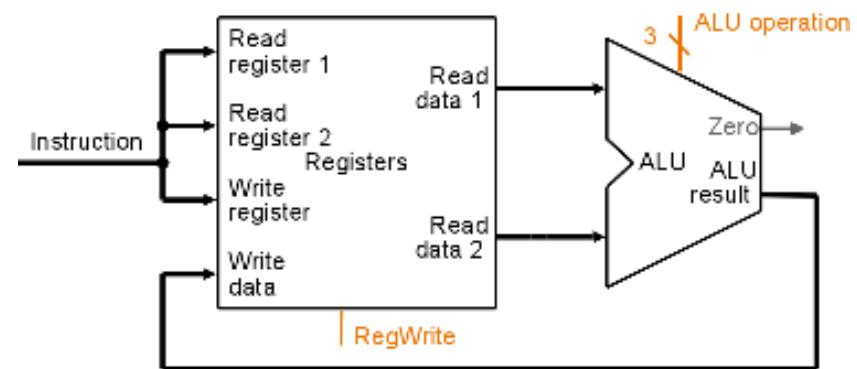 Instruction
Read
register 1
Read
register 2
Registers
Write
register
Write
data
Read
data 1
Read
data 2
RegWrite
3
ALU operation
Zero
ALU
ALU
result